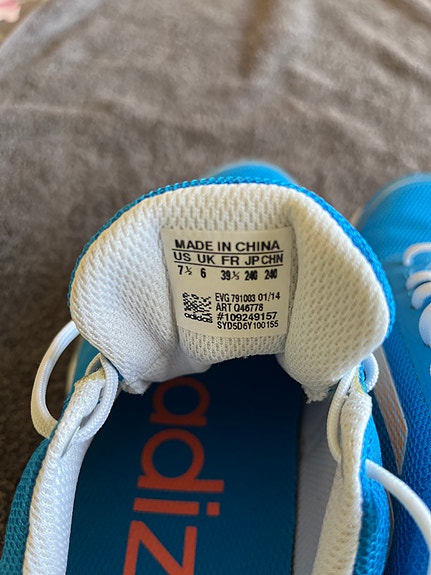 MADE IN CHINA
US UK FR JP CHN
7½ 6 39⅓ 240 240
EVG 791003 01/14
ART Q46778
#109249157
SYD5D6Y100155
adiz